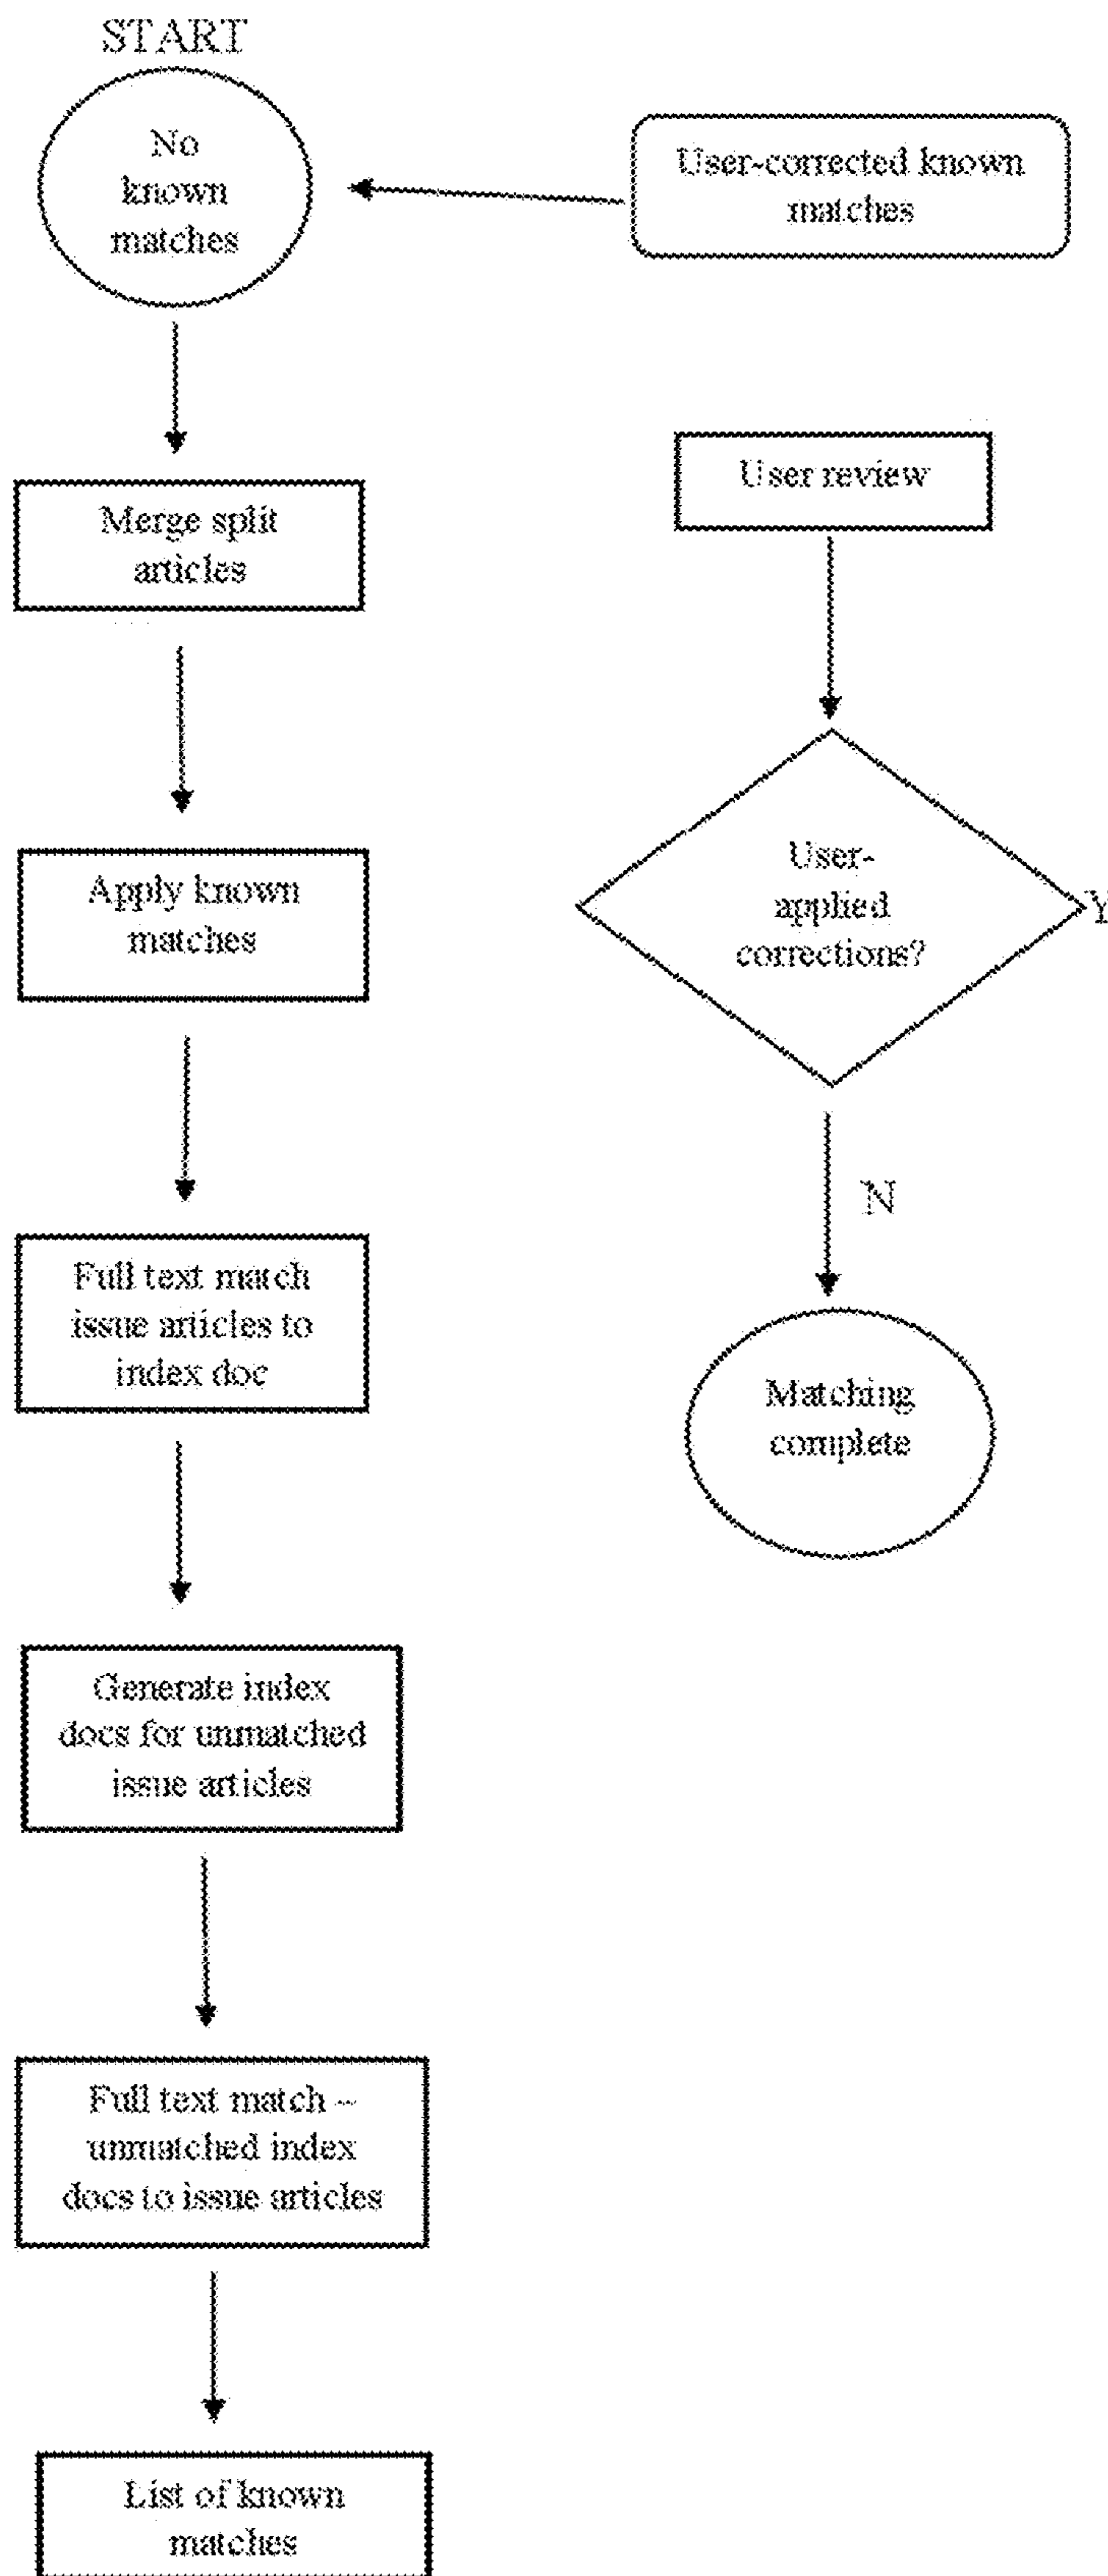 START
No
known
matches
User-corrected known
matches
Merge split
articles
Apply known
matches
Full text match
issue articles to
index doc
Generate index
docs for unmatched
issue articles
Full text match –
unmatched index
docs to issue articles
List of known
matches
User review
User-
applied
corrections?
Y
N
Matching
complete